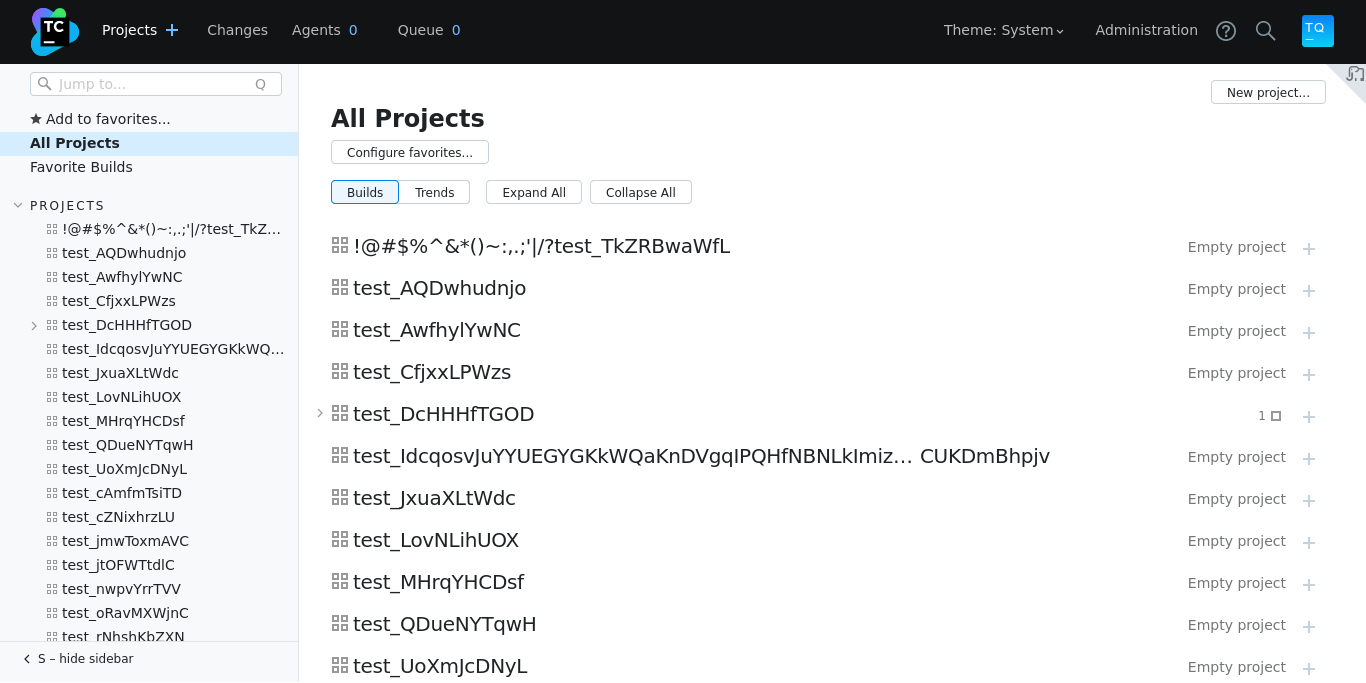 TC
Projects
Changes
Agents 0
Queue 0
Theme: System
Administration
TQ
Jump to...
Q
Add to favorites...
All Projects
Favorite Builds
PROJECTS
!@#$%^&*()~:,.;'|/?test_TkZ...
test_AQDwhudnjo
test_AwfhylYwNC
test_CfjxxLPWzs
test_DcHHHfTGOD
test_IdcqosvJuYYUEGYGKkWQ...
test_JxuaXLtWdc
test_LovNLihUOX
test_MHrqYHCDsf
test_QDueNYTqwH
test_UoXmJcDNyL
test_cAmfmTsiTD
test_cZNixhrzLU
test_jmwToxmAVC
test_jtOFWTtdlC
test_nwpvYrrTVV
test_oRavMXWjnC
test_rNhshKbZXN
S – hide sidebar
New project...
All Projects
Configure favorites...
Builds
Trends
Expand All
Collapse All
!@#$%^&*()~:,.;'|/?test_TkZRBwaWfL Empty project
test_AQDwhudnjo Empty project
test_AwfhylYwNC Empty project
test_CfjxxLPWzs Empty project
test_DcHHHfTGOD 1
test_IdcqosvJuYYUEGYGKkWQaKnDVgqIPQHfNBNLkImiz... CUKDmBhpjv Empty project
test_JxuaXLtWdc Empty project
test_LovNLihUOX Empty project
test_MHrqYHCDsf Empty project
test_QDueNYTqwH Empty project
test_UoXmJcDNyL Empty project